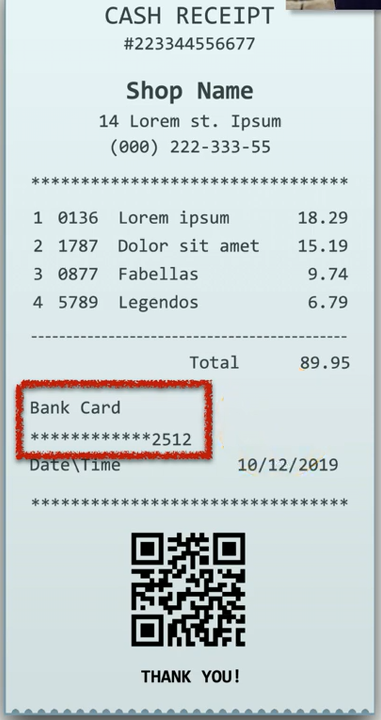 CASH RECEIPT
#223344556677
Shop Name
14 Lorem st. Ipsum
(000) 222-333-55
********************************
1 0136 Lorem ipsum 18.29
2 1787 Dolor sit amet 15.19
3 0877 Fabellas 9.74
4 5789 Legendos 6.79
----------------------------------------------
Total 89.95
Bank Card
************2512
Date\Time 10/12/2019
********************************
THANK YOU!